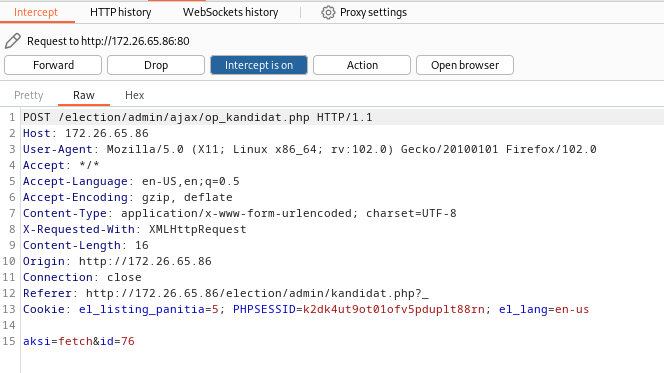 Intercept HTTP history WebSockets history Proxy settings
Request to http://172.26.65.86:80
Forward Drop Intercept is on Action Open browser
Pretty Raw Hex
1 POST /election/admin/ajax/op_kandidat.php HTTP/1.1
2 Host: 172.26.65.86
3 User-Agent: Mozilla/5.0 (X11; Linux x86_64; rv:102.0) Gecko/20100101 Firefox/102.0
4 Accept: */*
5 Accept-Language: en-US,en;q=0.5
6 Accept-Encoding: gzip, deflate
7 Content-Type: application/x-www-form-urlencoded; charset=UTF-8
8 X-Requested-With: XMLHttpRequest
9 Content-Length: 16
10 Origin: http://172.26.65.86
11 Connection: close
12 Referer: http://172.26.65.86/election/admin/kandidat.php?_
13 Cookie: el_listing_panitia=5; PHPSESSID=k2dk4ut9ot01ofv5pduplt88rn; el_lang=en-us
14
15 aksi=fetch&id=76